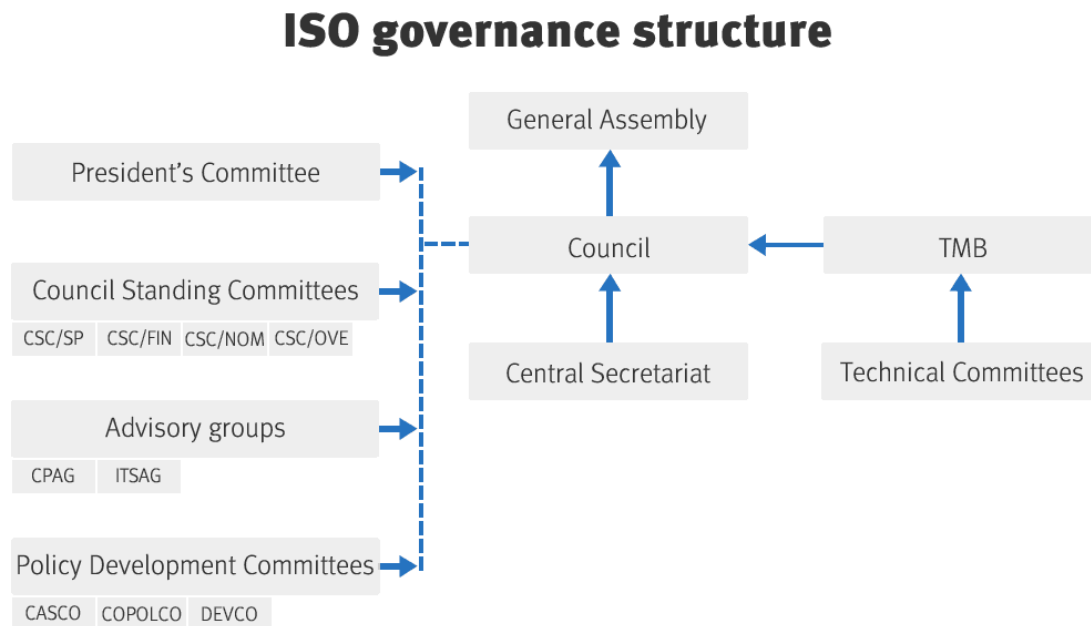 ISO governance structure
General Assembly
President's Committee
Council
TMB
Council Standing Committees
CSC/SP CSC/FIN CSC/NOM CSC/OVE
Central Secretariat
Technical Committees
Advisory groups
CPAG ITSAG
Policy Development Committees
CASCO COPOLCO DEVCO